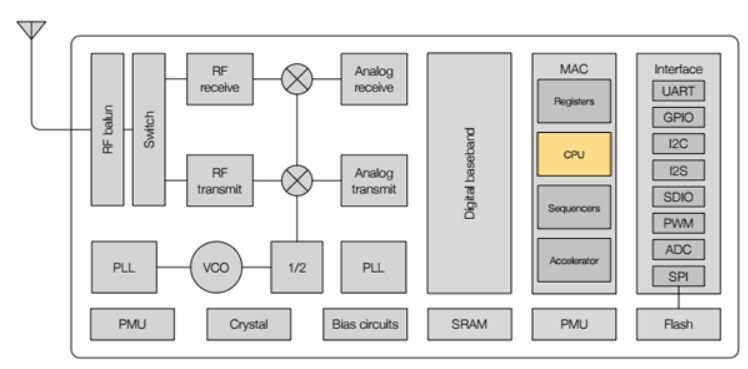 RF balun
Switch
RF
receive
Analog
receive
RF
transmit
Analog
transmit
PLL
VCO
1/2
PLL
Digital baseband
MAC
Registers
CPU
Sequencers
Accelerator
Interface
UART
GPIO
I2C
I2S
SDIO
PWM
ADC
SPI
PMU
Crystal
Bias circuits
SRAM
PMU
Flash